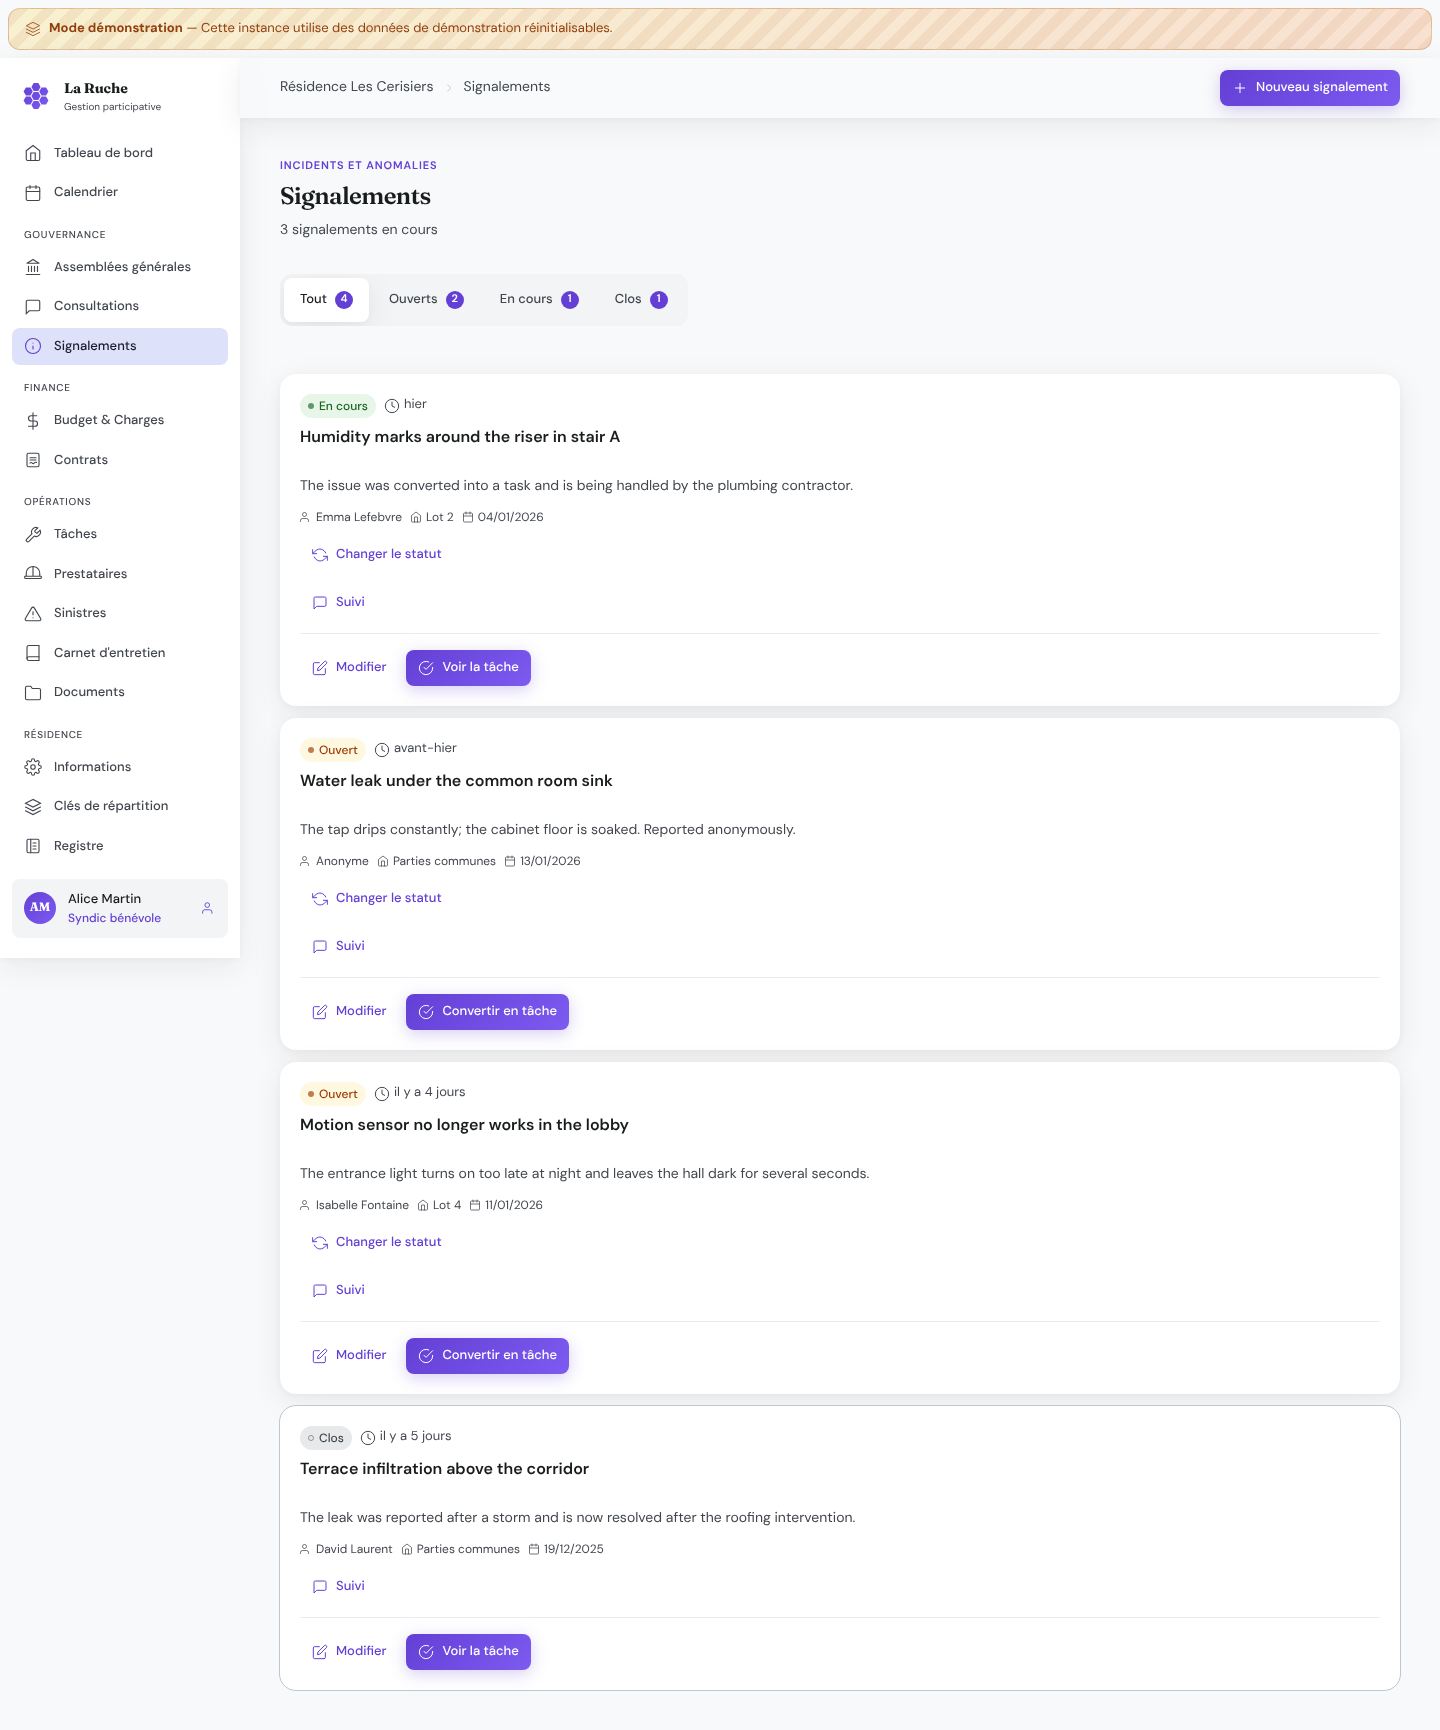 Mode démonstration — Cette instance utilise des données de démonstration réinitialisables.
La Ruche
Gestion participative
Tableau de bord
Calendrier
GOUVERNANCE
Assemblées générales
Consultations
Signalements
FINANCE
Budget & Charges
Contrats
OPÉRATIONS
Tâches
Prestataires
Sinistres
Carnet d'entretien
Documents
RÉSIDENCE
Informations
Clés de répartition
Registre
AM
Alice Martin
Syndic bénévole
Résidence Les Cerisiers > Signalements
Nouveau signalement
INCIDENTS ET ANOMALIES
Signalements
3 signalements en cours
Tout 4 Ouverts 2 En cours 1 Clos 1
En cours hier
Humidity marks around the riser in stair A
The issue was converted into a task and is being handled by the plumbing contractor.
Emma Lefebvre Lot 2 04/01/2026
Changer le statut
Suivi
Modifier Voir la tâche
Ouvert avant-hier
Water leak under the common room sink
The tap drips constantly; the cabinet floor is soaked. Reported anonymously.
Anonyme Parties communes 13/01/2026
Changer le statut
Suivi
Modifier Convertir en tâche
Ouvert il y a 4 jours
Motion sensor no longer works in the lobby
The entrance light turns on too late at night and leaves the hall dark for several seconds.
Isabelle Fontaine Lot 4 11/01/2026
Changer le statut
Suivi
Modifier Convertir en tâche
Clos il y a 5 jours
Terrace infiltration above the corridor
The leak was reported after a storm and is now resolved after the roofing intervention.
David Laurent Parties communes 19/12/2025
Suivi
Modifier Voir la tâche